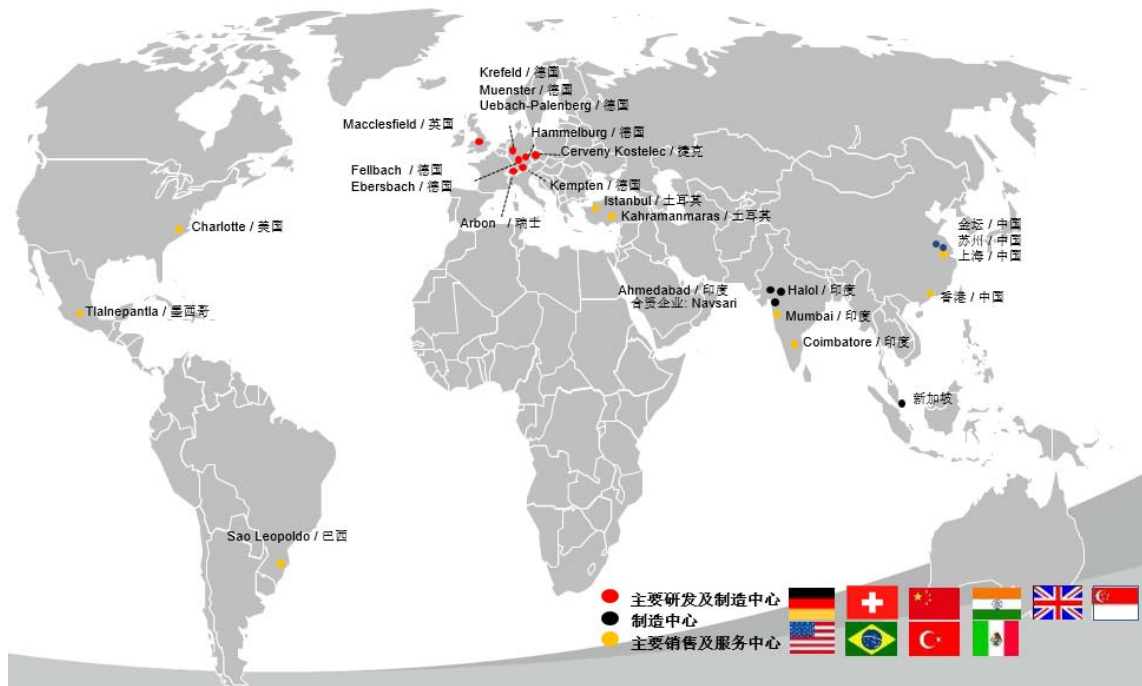 Krefeld / 德国
Muenster / 德国
Uebach-Palenberg / 德国
Macclesfield / 英国
Hammelburg / 德国
Cerveny Kostelec / 捷克
Fellbach / 德国
Ebersbach / 德国
Kempten / 德国
Istanbul / 土耳其
Kahramanmaras / 土耳其
Arbon / 瑞士
Charlotte / 美国
金坛 / 中国
苏州 / 中国
上海 / 中国
Ahmedabad / 印度
合资企业: Navsari
Halol / 印度
香港 / 中国
Tlalnepantla / 墨西哥
Mumbai / 印度
Coimbatore / 印度
新加坡
Sao Leopoldo / 巴西
主要研发及制造中心
制造中心
主要销售及服务中心